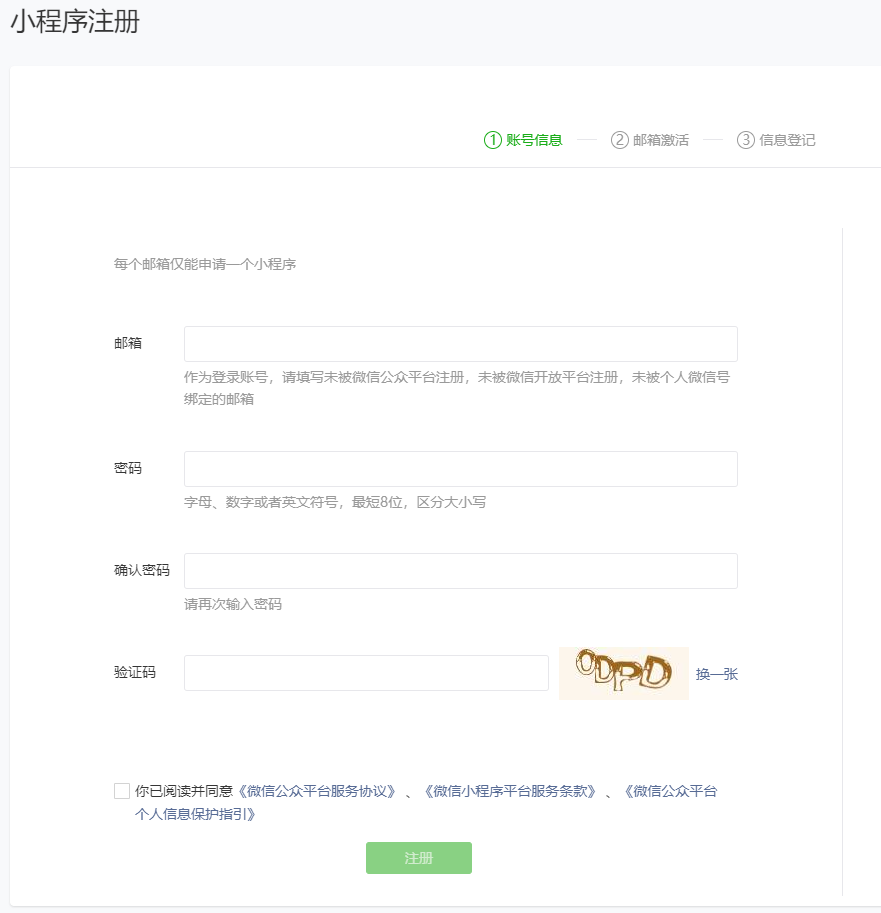 小程序注册
① 账号信息 ② 邮箱激活 ③ 信息登记
每个邮箱仅能申请一个小程序
邮箱
作为登录账号，请填写未被微信公众平台注册，未被微信开放平台注册，未被个人微信号
绑定的邮箱
密码
字母、数字或者英文符号，最短8位，区分大小写
确认密码
请再次输入密码
验证码 ODPD 换一张
你已阅读并同意《微信公众平台服务协议》 、《微信小程序平台服务条款》 、《微信公众平台
个人信息保护指引》
注册